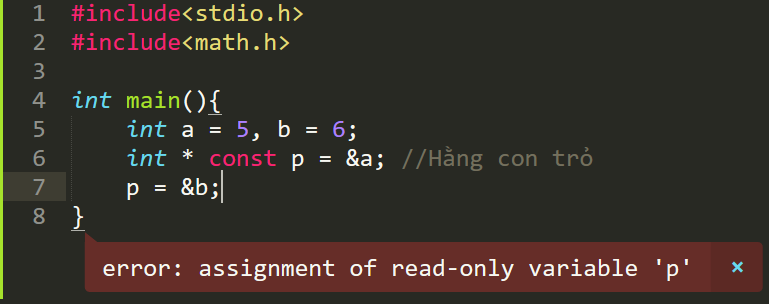 1 #include<stdio.h>
2 #include<math.h>
3
4 int main(){
5     int a = 5, b = 6;
6     int * const p = &a; //Hằng con trỏ
7     p = &b;
8 }
error: assignment of read-only variable 'p' ×